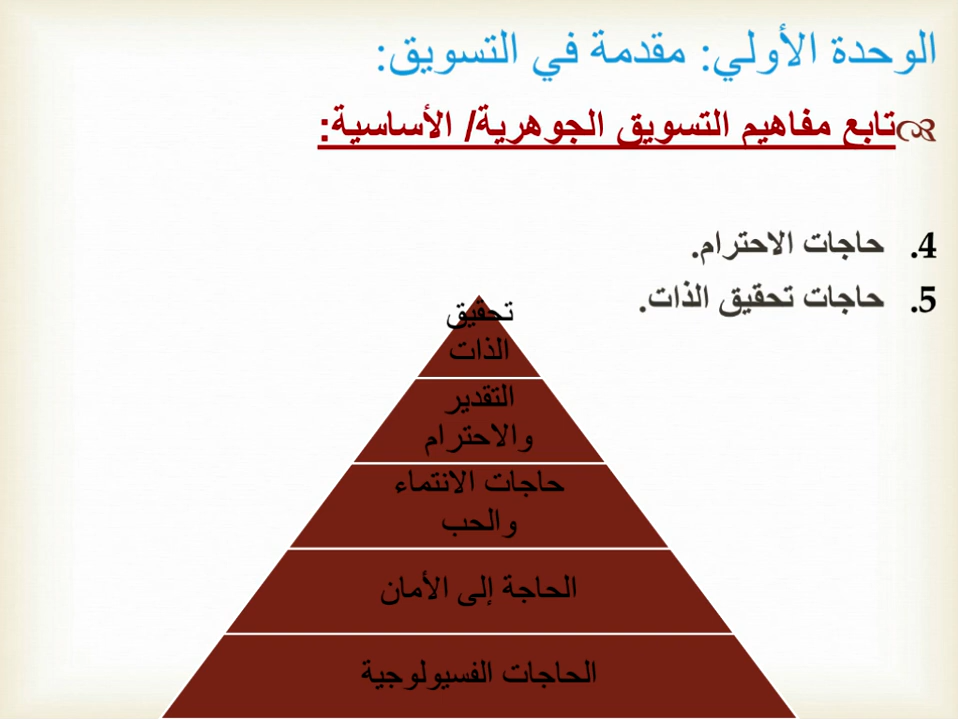 الوحدة الأولي: مقدمة في التسويق:
تابع مفاهيم التسويق الجوهرية/ الأساسية:
4. حاجات الاحترام.
5. حاجات تحقيق الذات.
تحقيق
الذات
التقدير
والاحترام
حاجات الانتماء
والحب
الحاجة إلى الأمان
الحاجات الفسيولوجية